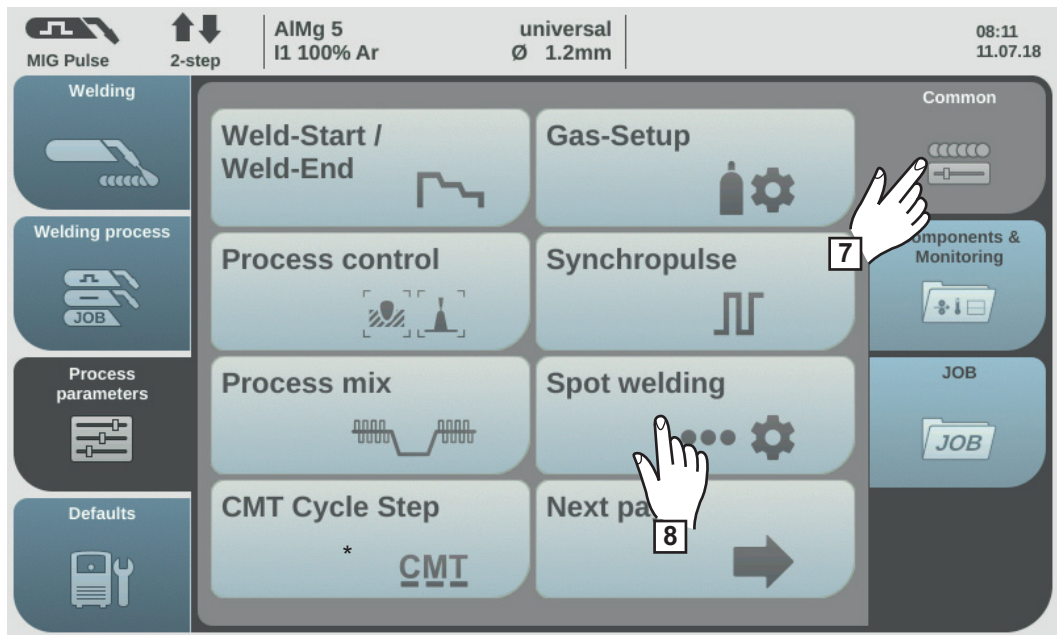 MIG Pulse
2-step
AlMg 5
I1 100% Ar
universal
Ø 1.2mm
08:11
11.07.18
Welding
Welding process
JOB
Process
parameters
Defaults
Weld-Start /
Weld-End
Gas-Setup
Process control
Synchropulse
Process mix
Spot welding
CMT Cycle Step
* CMT
Next pa
Common
omponents &
Monitoring
JOB
JOB
7
8